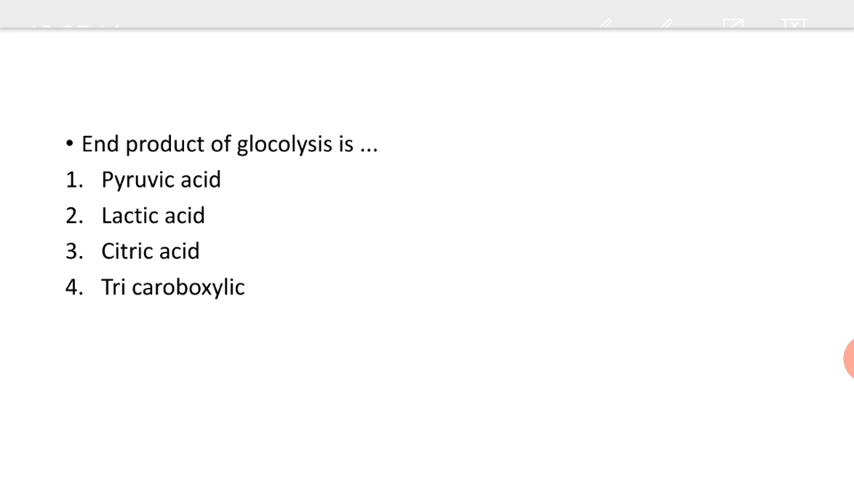 • End product of glocolysis is ...
1. Pyruvic acid
2. Lactic acid
3. Citric acid
4. Tri caroboxylic